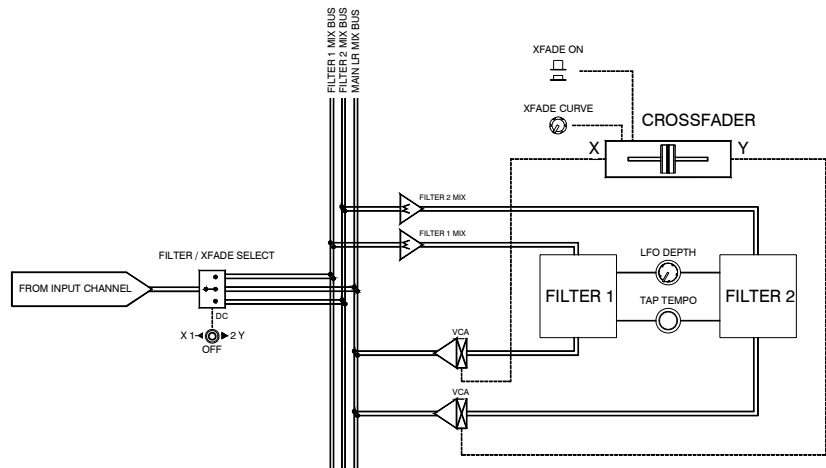 FILTER 1 MIX BUS
FILTER 2 MIX BUS
MAIN LR MIX BUS
XFADE ON
XFADE CURVE
CROSSFADER
X
Y
FILTER 2 MIX
FILTER 1 MIX
FILTER / XFADE SELECT
FROM INPUT CHANNEL
DC
X 1
2 Y
OFF
LFO DEPTH
FILTER 1
FILTER 2
TAP TEMPO
VCA
VCA